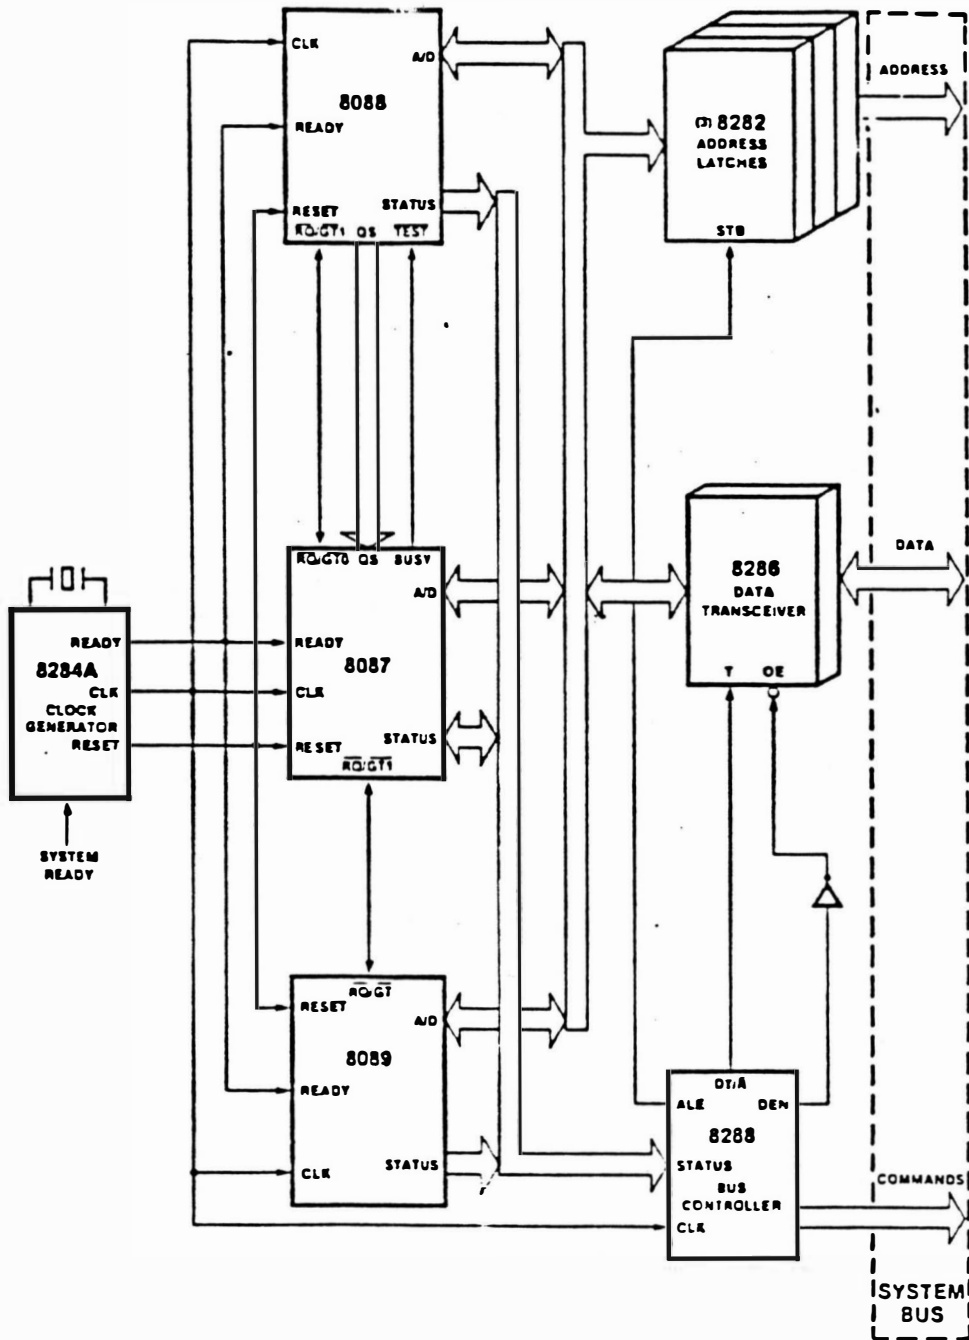 CLK
A/D
8088
READY
STATUS
RESET
RQ/GT1 QS TEST
(3) 8282
ADDRESS
LATCHES
STB
ADDRESS
RQ/GT0 QS BUSY
A/D
READY
8087
CLK
STATUS
RESET
RQ/GT1
8286
DATA
TRANSCEIVER
T OE
DATA
READY
8284A
CLK
CLOCK
GENERATOR
RESET
SYSTEM
READY
RQ/GT
RESET
A/D
8089
READY
STATUS
CLK
DT/R
ALE DEN
8288
STATUS
BUS
CONTROLLER
CLK
COMMANDS
SYSTEM
BUS